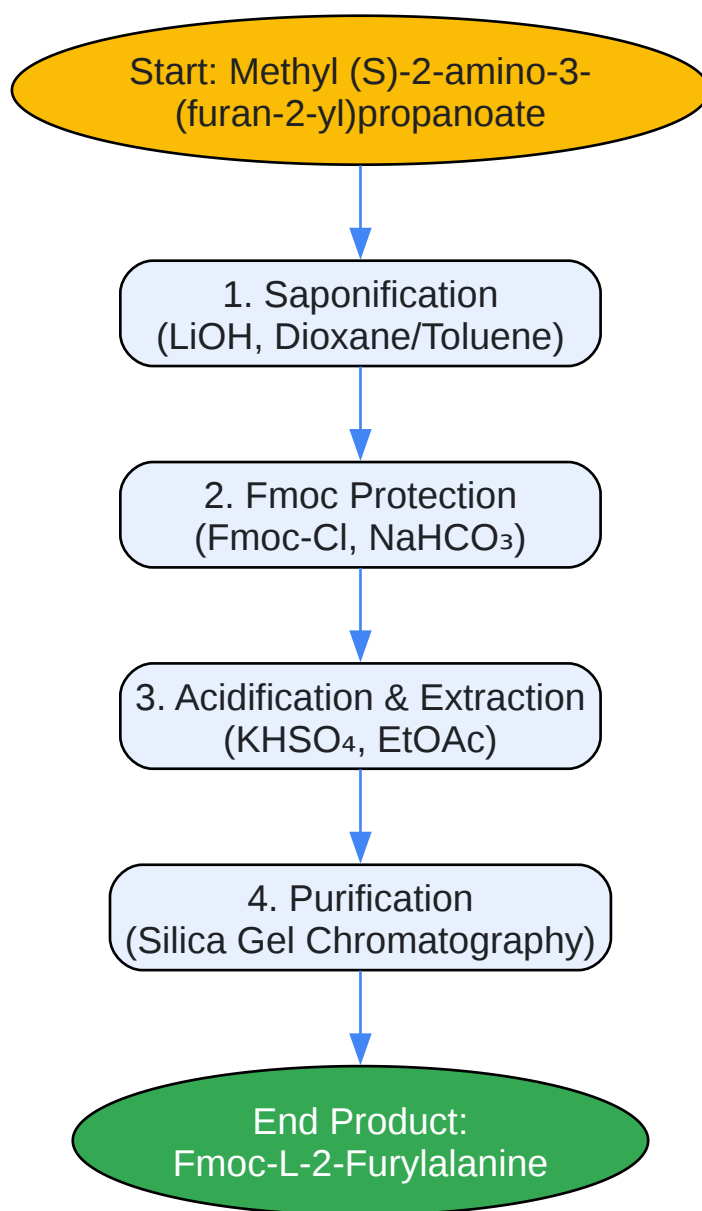 Start: Methyl (S)-2-amino-3-
(furan-2-yl)propanoate
1. Saponification
(LiOH, Dioxane/Toluene)
2. Fmoc Protection
(Fmoc-Cl, NaHCO₃)
3. Acidification & Extraction
(KHSO₄, EtOAc)
4. Purification
(Silica Gel Chromatography)
End Product:
Fmoc-L-2-Furylalanine